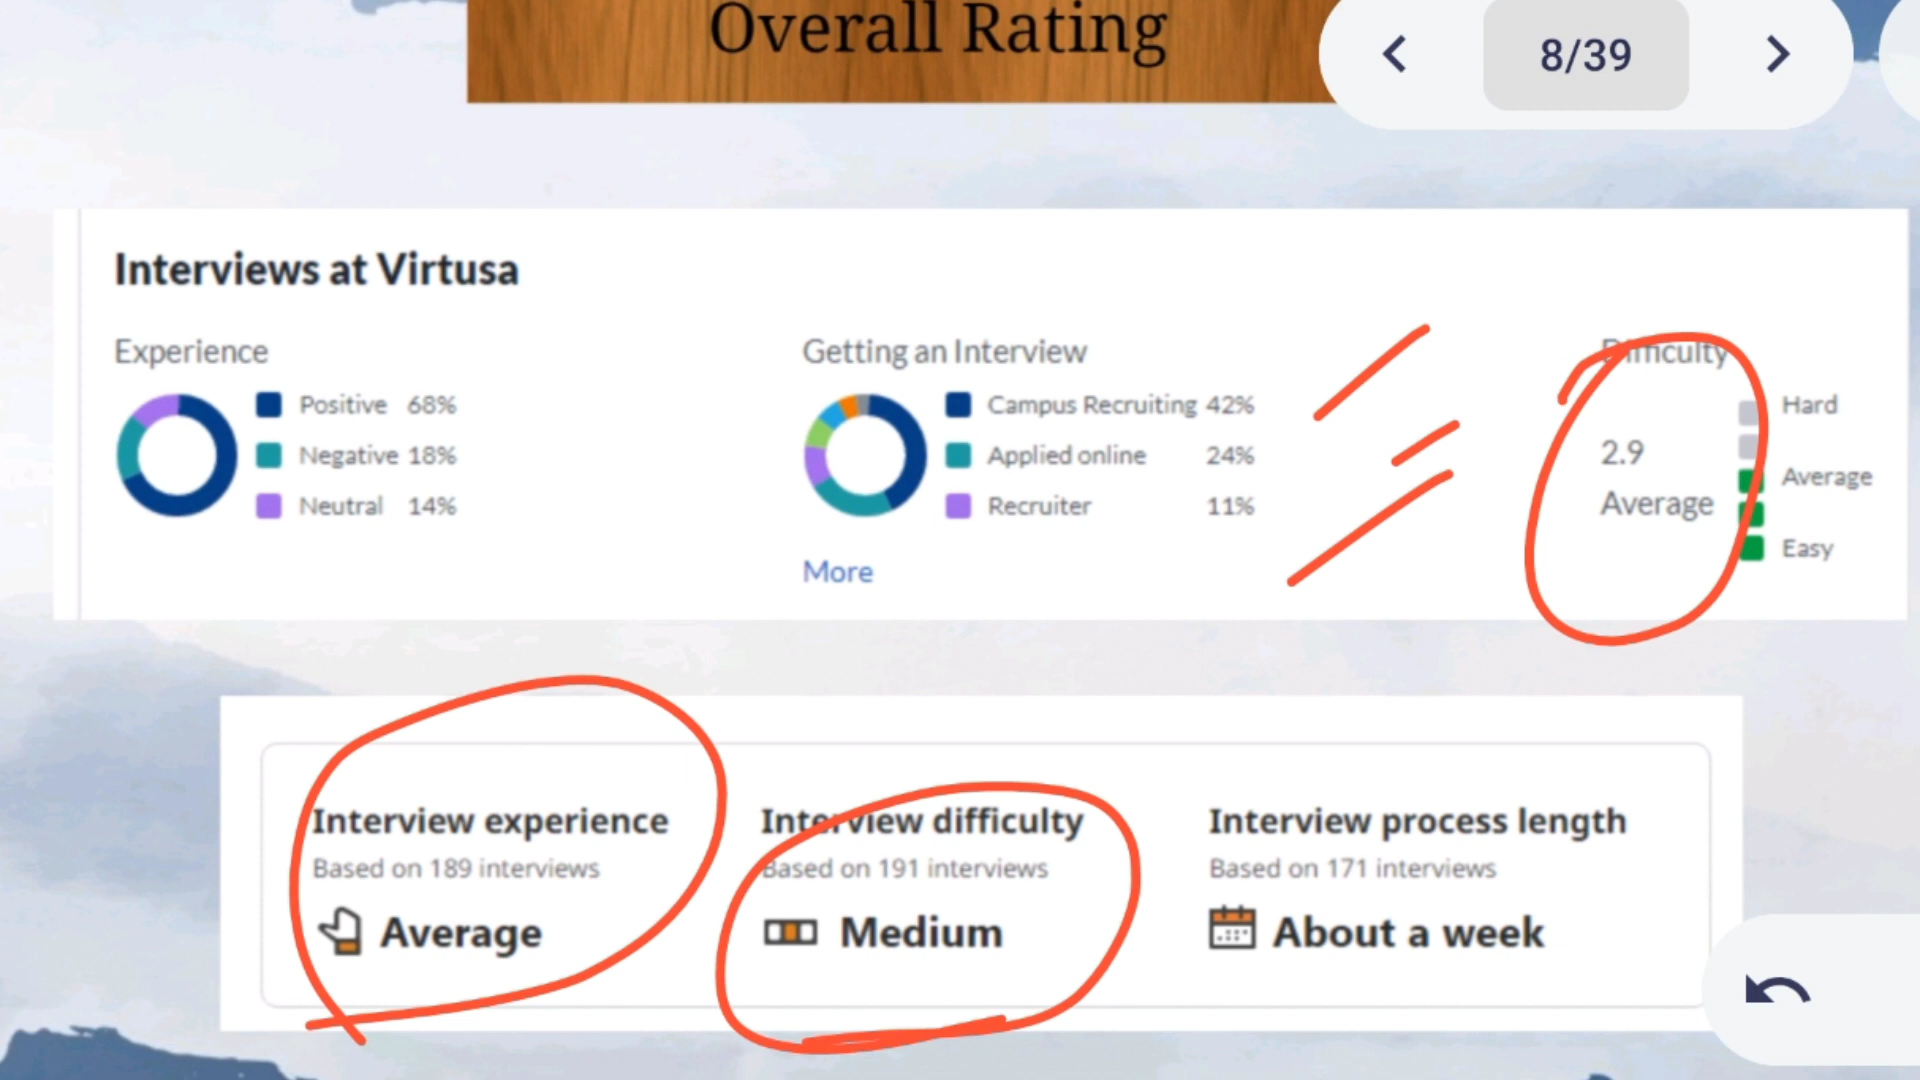 Overall Rating
8/39
Interviews at Virtusa
Experience
Positive 68%
Negative 18%
Neutral 14%
Getting an Interview
Campus Recruiting 42%
Applied online 24%
Recruiter 11%
More
Difficulty
2.9
Average
Hard
Average
Easy
Interview experience
Based on 189 interviews
Average
Interview difficulty
Based on 191 interviews
Medium
Interview process length
Based on 171 interviews
About a week